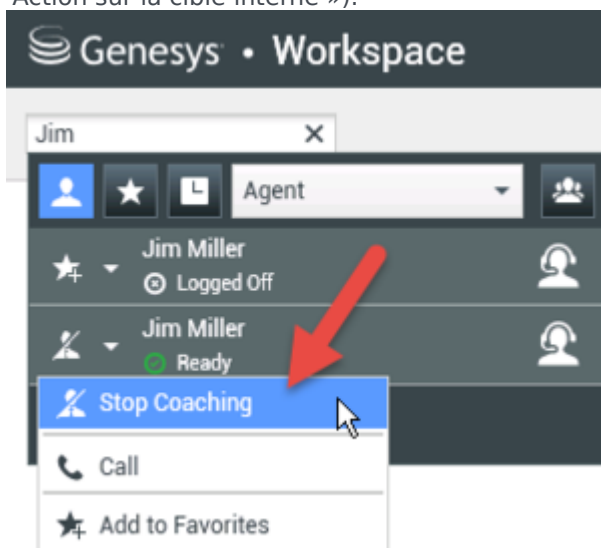 Action sur la cible interne »).
Genesys • Workspace
Jim
Agent
Jim Miller
Logged Off
Jim Miller
Ready
Stop Coaching
Call
Add to Favorites